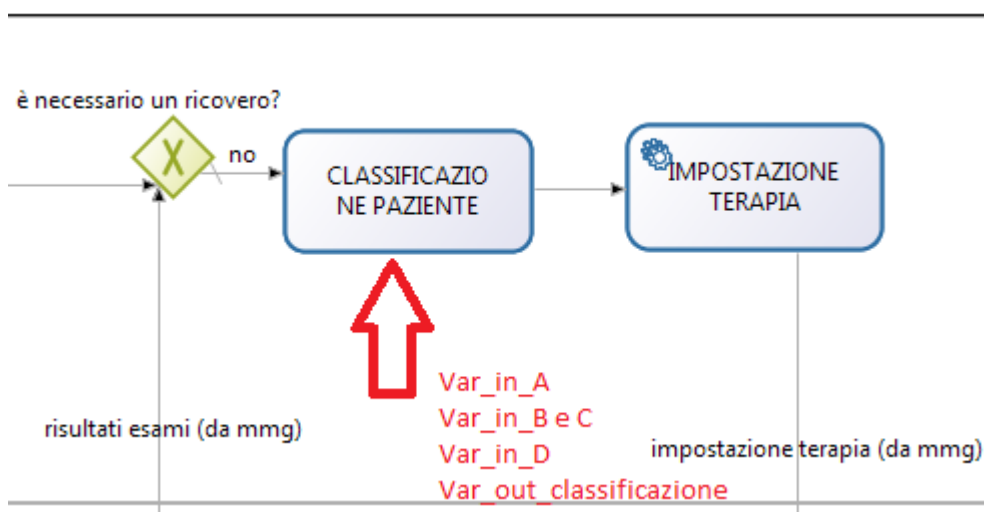 è necessario un ricovero?
no
CLASSIFICAZIO
NE PAZIENTE
IMPOSTAZIONE
TERAPIA
Var_in_A
Var_in_B e C
Var_in_D
Var_out_classificazione
risultati esami (da mmg)
impostazione terapia (da mmg)